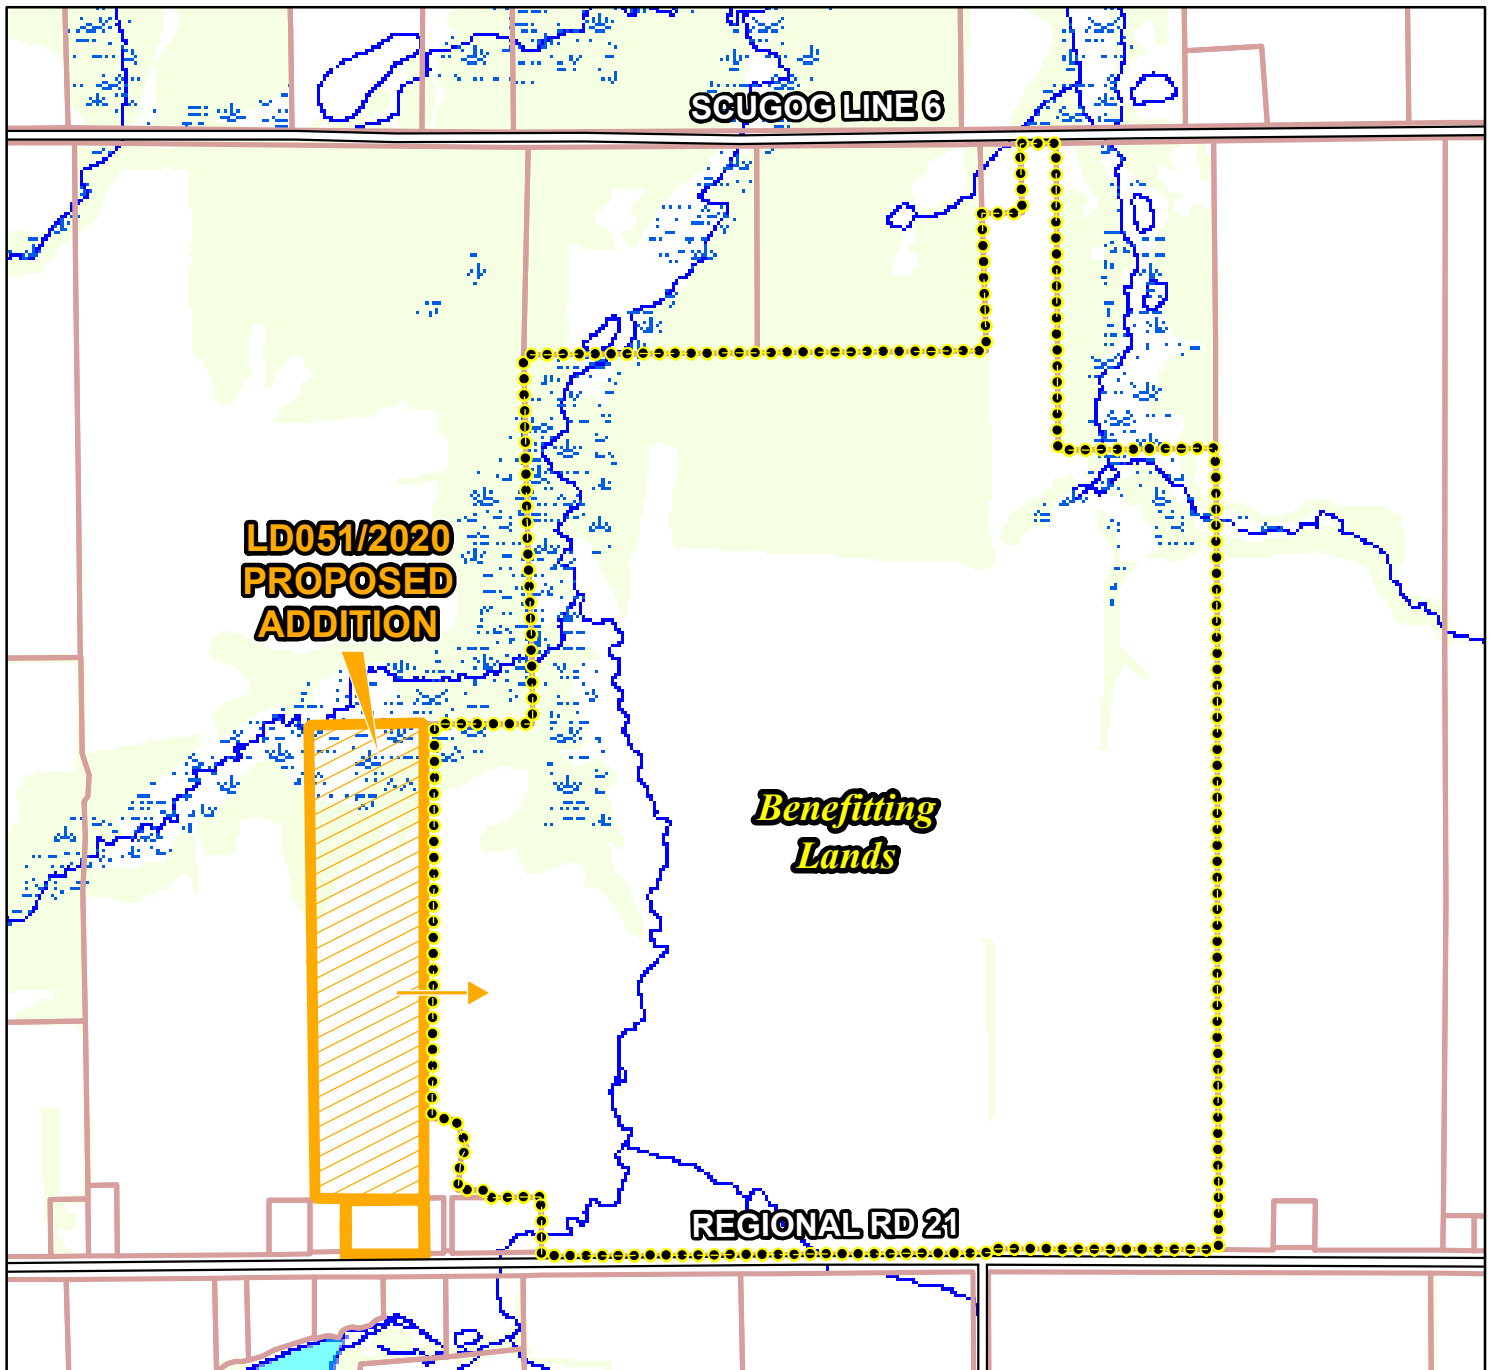 SCUGOG LINE 6
LD051/2020
PROPOSED
ADDITION
Benefitting
Lands
REGIONAL RD 21